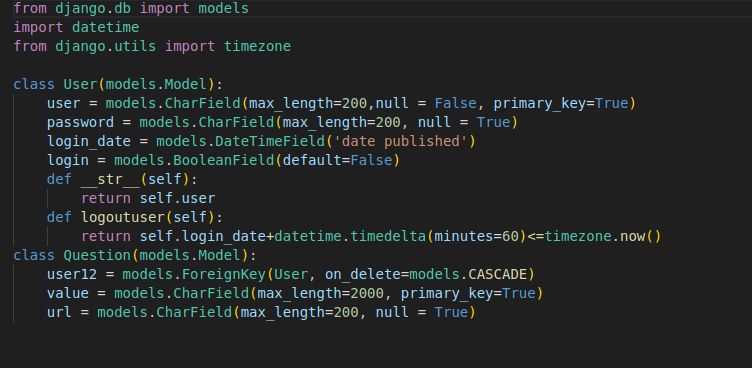 from django.db import models
import datetime
from django.utils import timezone

class User(models.Model):
    user = models.CharField(max_length=200,null = False, primary_key=True)
    password = models.CharField(max_length=200, null = True)
    login_date = models.DateTimeField('date published')
    login = models.BooleanField(default=False)
    def __str__(self):
        return self.user
    def logoutuser(self):
        return self.login_date+datetime.timedelta(minutes=60)<=timezone.now()
class Question(models.Model):
    user12 = models.ForeignKey(User, on_delete=models.CASCADE)
    value = models.CharField(max_length=2000, primary_key=True)
    url = models.CharField(max_length=200, null = True)